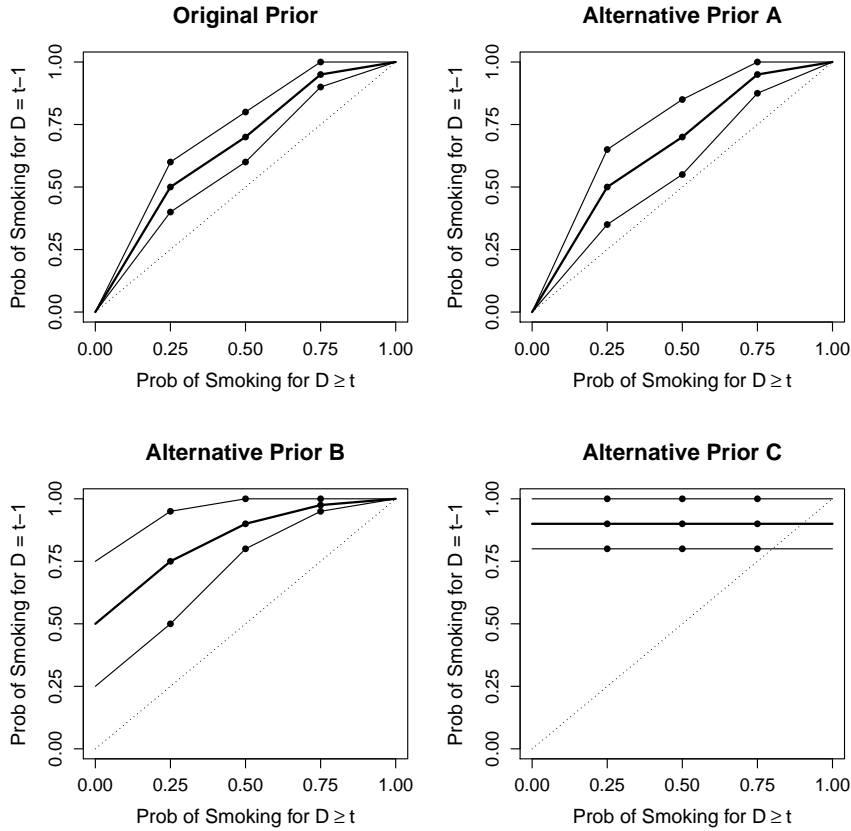 Original Prior
Prob of Smoking for D = t−1
1.00
0.75
0.50
0.25
0.00
0.00 0.25 0.50 0.75 1.00
Prob of Smoking for D ≥ t
Alternative Prior A
Prob of Smoking for D = t−1
1.00
0.75
0.50
0.25
0.00
0.00 0.25 0.50 0.75 1.00
Prob of Smoking for D ≥ t
Alternative Prior B
Prob of Smoking for D = t−1
1.00
0.75
0.50
0.25
0.00
0.00 0.25 0.50 0.75 1.00
Prob of Smoking for D ≥ t
Alternative Prior C
Prob of Smoking for D = t−1
1.00
0.75
0.50
0.25
0.00
0.00 0.25 0.50 0.75 1.00
Prob of Smoking for D ≥ t